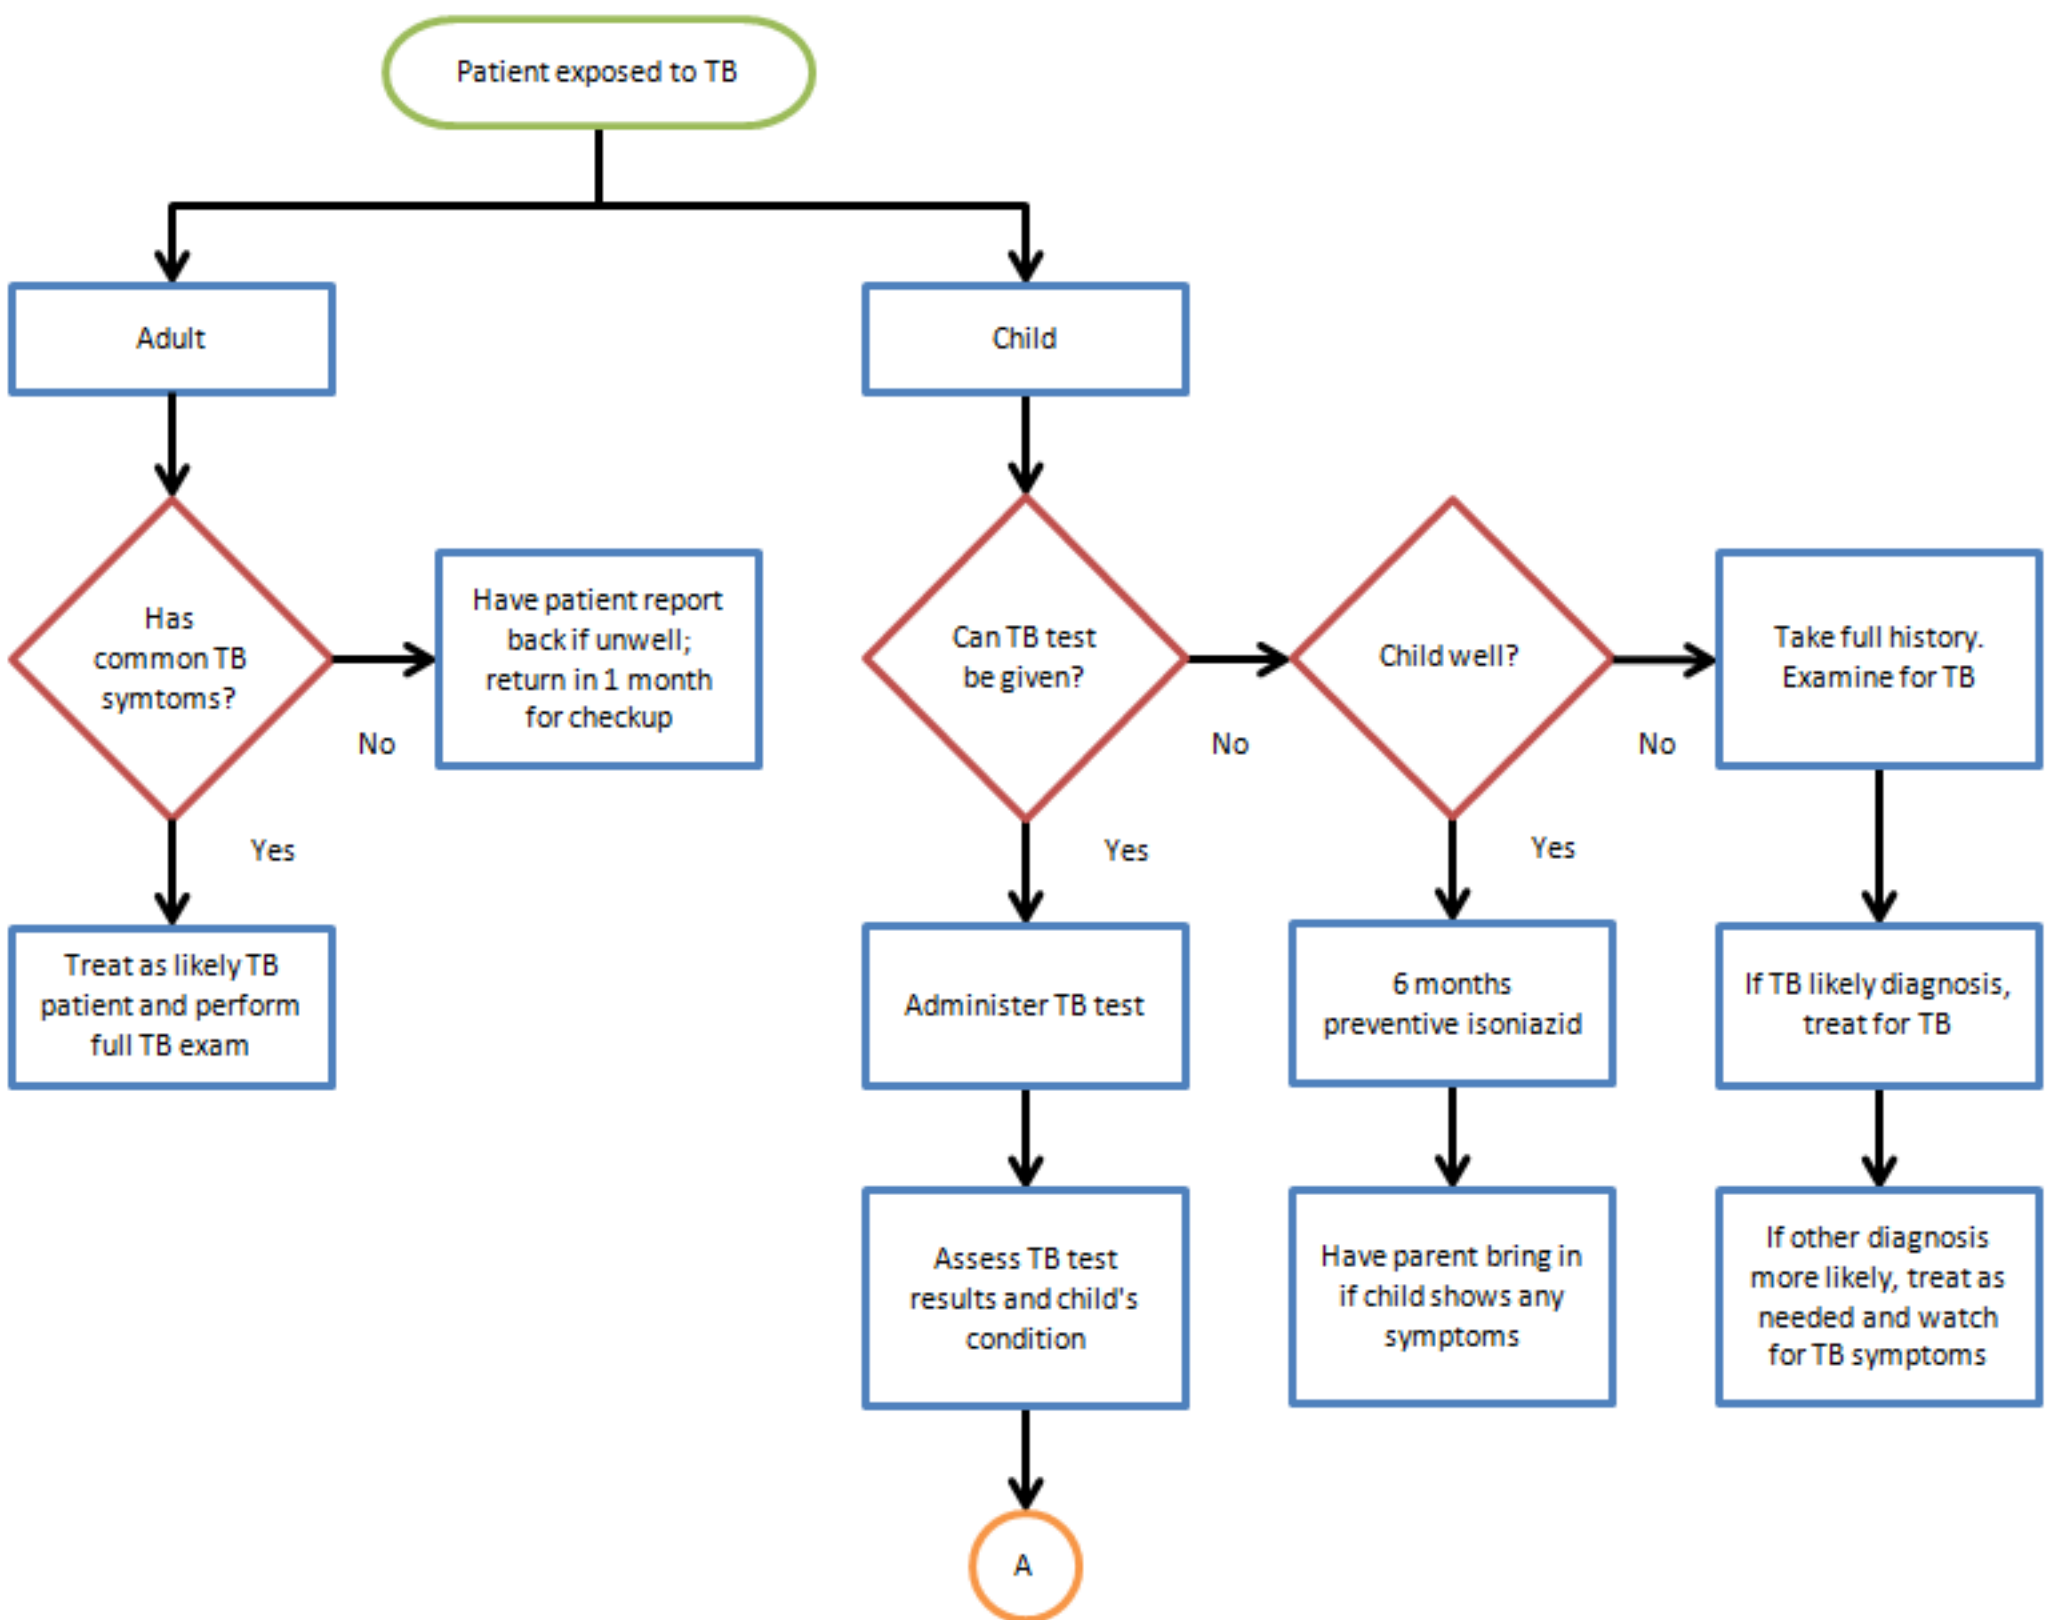 Patient exposed to TB
Adult
Child
Has
common TB
symtoms?
Have patient report
back if unwell;
return in 1 month
for checkup
Can TB test
be given?
Child well?
Take full history.
Examine for TB
No
No
No
Yes
Yes
Yes
Treat as likely TB
patient and perform
full TB exam
Administer TB test
6 months
preventive isoniazid
If TB likely diagnosis,
treat for TB
Assess TB test
results and child's
condition
Have parent bring in
if child shows any
symptoms
If other diagnosis
more likely, treat as
needed and watch
for TB symptoms
A